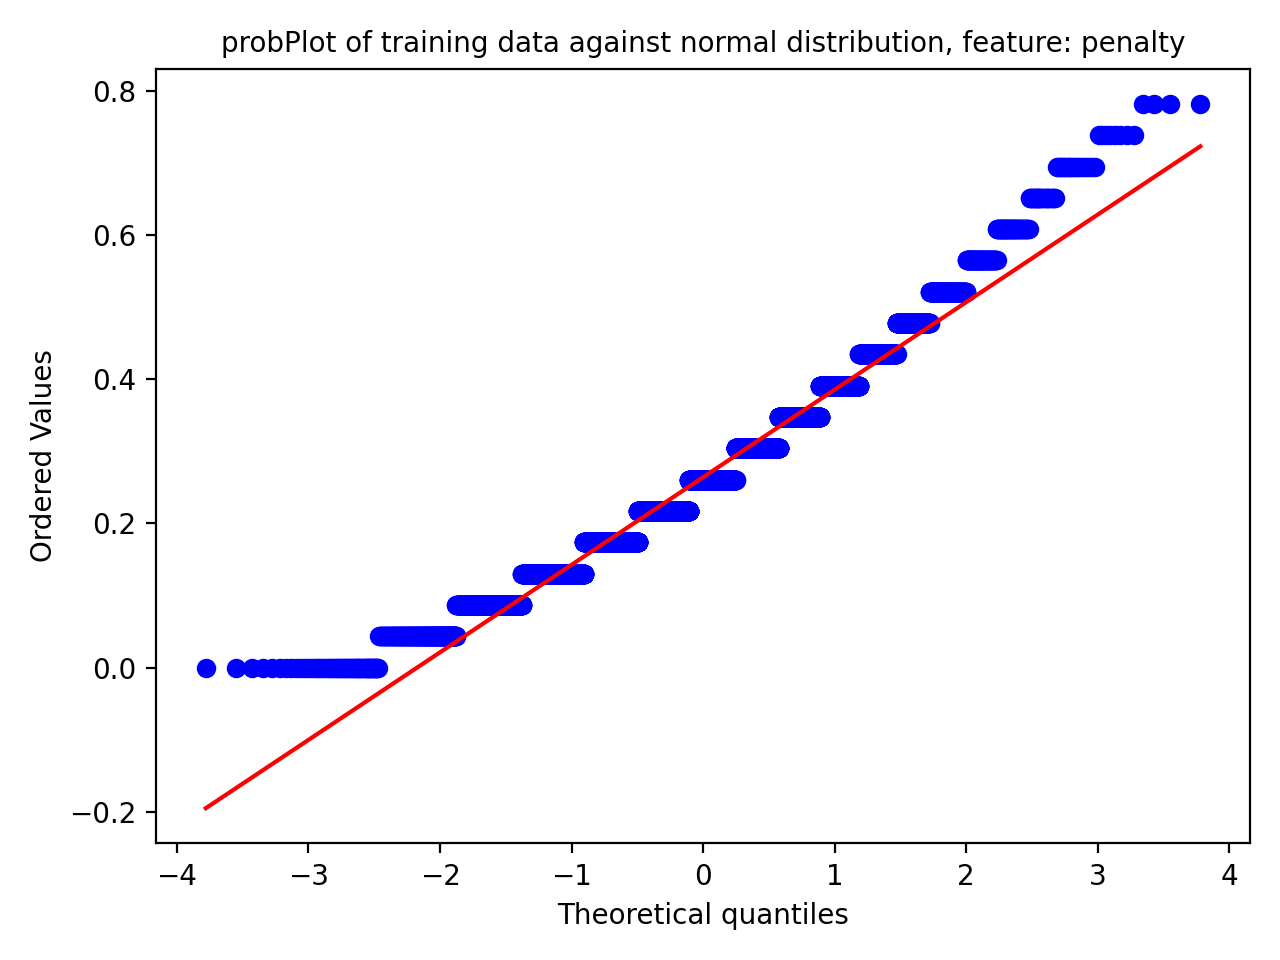 probPlot of training data against normal distribution, feature: penalty
Ordered Values
0.8
0.6
0.4
0.2
0.0
−0.2
−4 −3 −2 −1 0 1 2 3 4
Theoretical quantiles